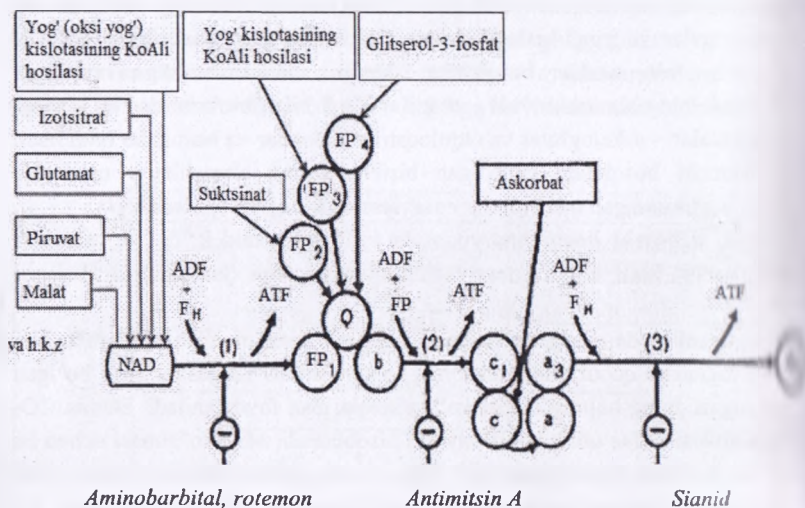 Yog' (oksi yog')
kislotasining KoAli
hosilasi
Yog' kislotasining
KoAli hosilasi
Glitserol-3-fosfat
Izotsitrat
Glutamat
Piruvat
Malat
va h.k.z
Suktsinat
Askorbat
FP4
FP3
FP2
Q
ADF
+
FH
ATF
ADF
+
FP
ATF
ADF
+
FH
ATF
NAD
(1)
FP1
b
(2)
c1
a3
(3)
c
a
Aminobarbital, rotemon
Antimitsin A
Sianid